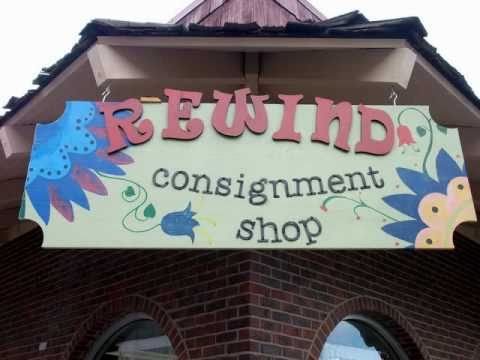 REWIND
consignment
shop